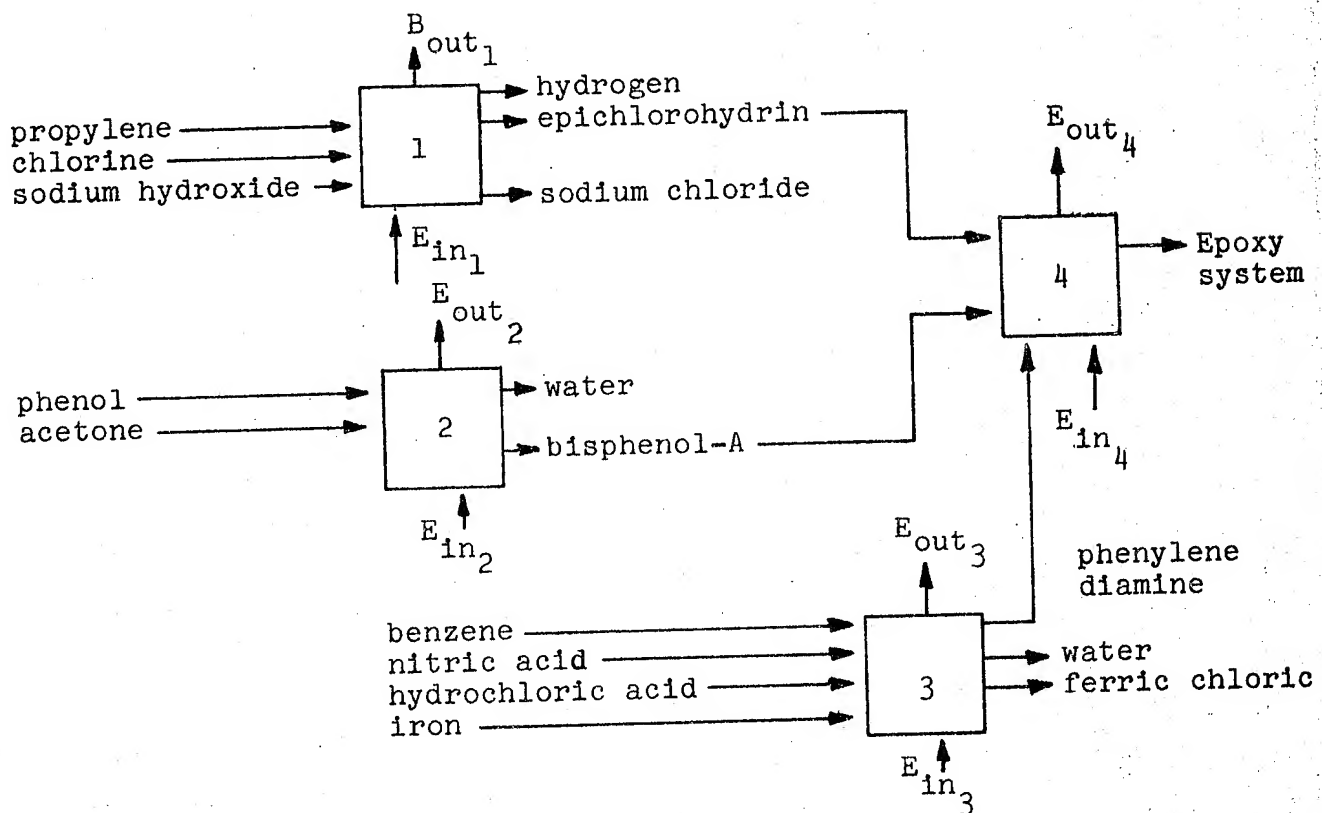 B out 1
hydrogen
propylene
epichlorohydrin
chlorine
1
sodium hydroxide
sodium chloride
E in 1
E out 4
4
Epoxy
system
E in 4
E out 2
phenol
water
acetone
2
bisphenol-A
E in 2
E out 3
phenylene
diamine
benzene
nitric acid
water
hydrochloric acid
3
ferric chloric
iron
E in 3